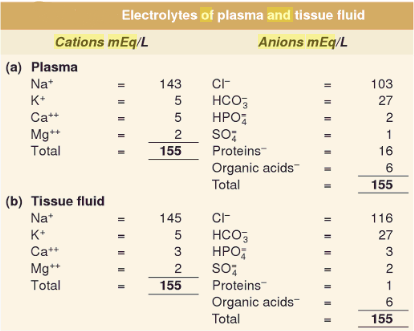 Electrolytes of plasma and tissue fluid
Cations mEq/L Anions mEq/L
(a) Plasma
Na⁺ = 143 Cl⁻ = 103
K⁺ = 5 HCO₃⁻ = 27
Ca⁺⁺ = 5 HPO₄⁼ = 2
Mg⁺⁺ = 2 SO₄⁼ = 1
Total = 155 Proteins⁻ = 16
Organic acids⁻ = 6
Total = 155
(b) Tissue fluid
Na⁺ = 145 Cl⁻ = 116
K⁺ = 5 HCO₃⁻ = 27
Ca⁺⁺ = 3 HPO₄⁼ = 3
Mg⁺⁺ = 2 SO₄⁼ = 2
Total = 155 Proteins⁻ = 1
Organic acids⁻ = 6
Total = 155